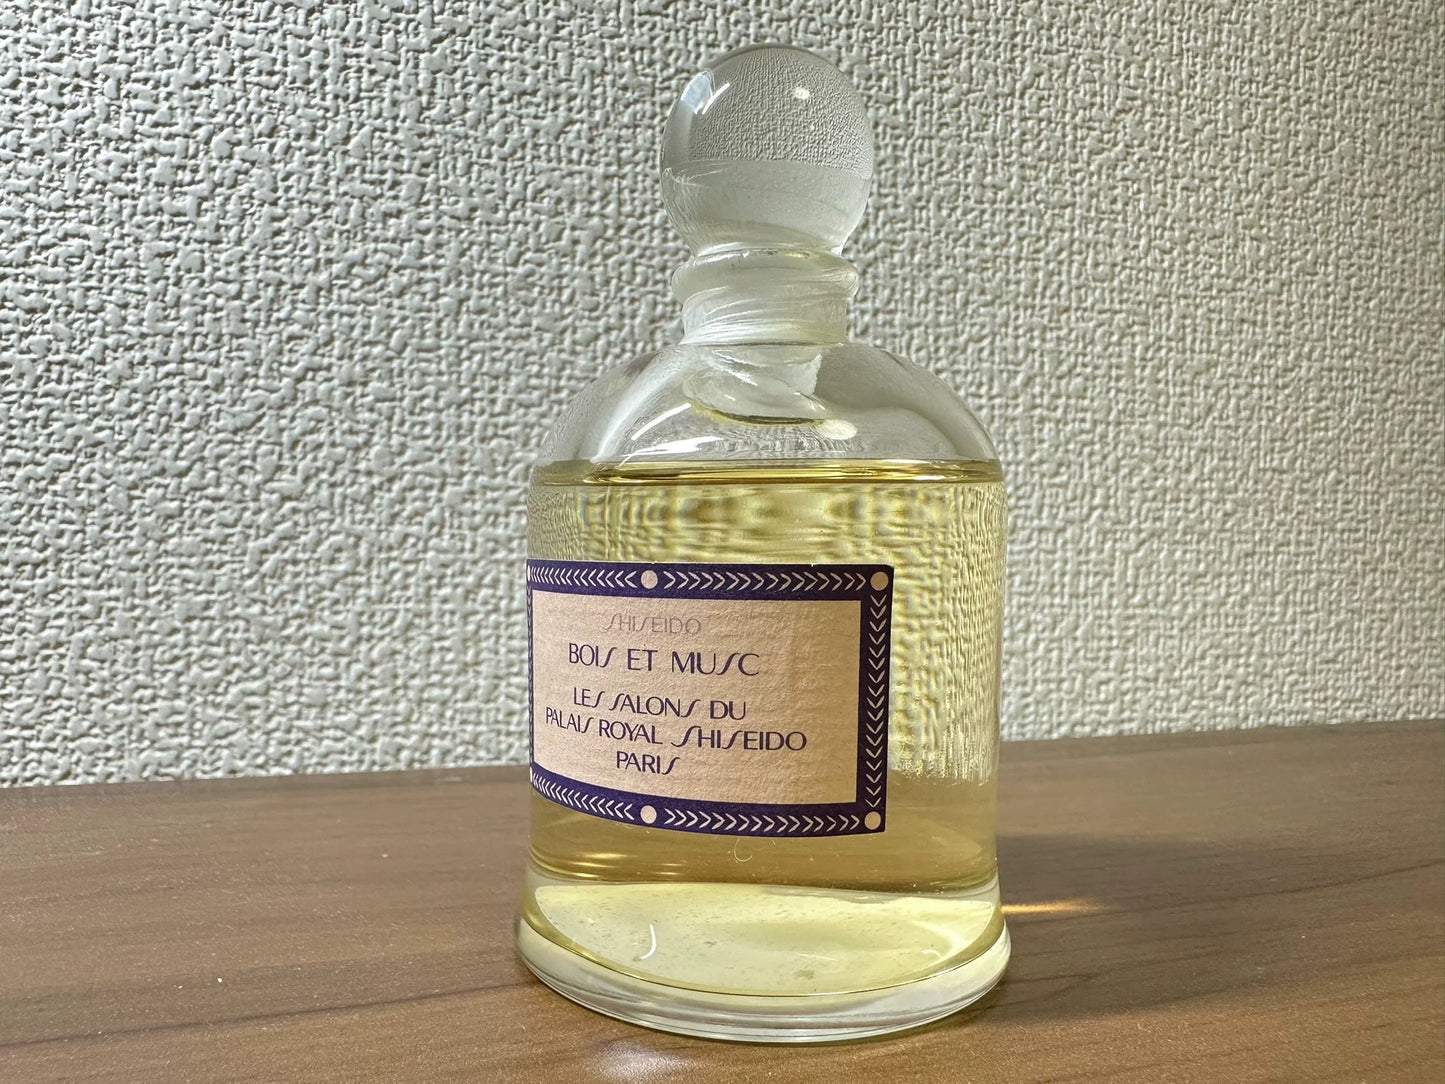 SHISEIDO
BOIS ET MUSC
LES SALONS DU
PALAIS ROYAL SHISEIDO
PARIS